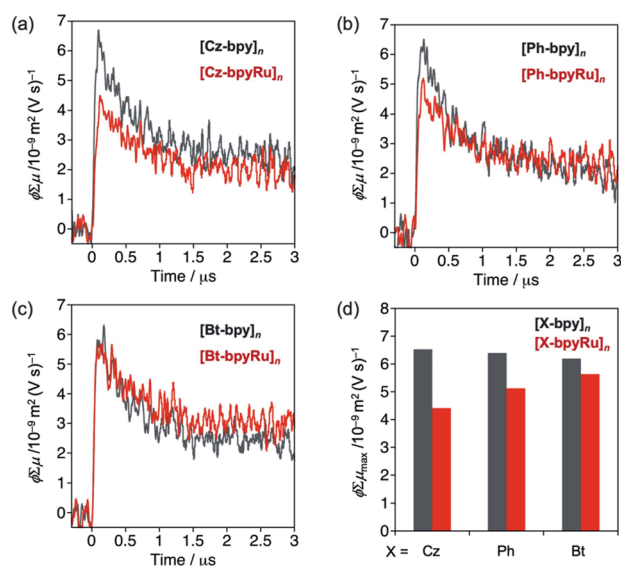 (a)
[Cz-bpy]n
[Cz-bpyRu]n
ϕΣμ /10⁻⁹ m² (V s)⁻¹
7
6
5
4
3
2
1
0
0 0.5 1 1.5 2 2.5 3
Time / μs
(b)
[Ph-bpy]n
[Ph-bpyRu]n
ϕΣμ /10⁻⁹ m² (V s)⁻¹
7
6
5
4
3
2
1
0
0 0.5 1 1.5 2 2.5 3
Time / μs
(c)
[Bt-bpy]n
[Bt-bpyRu]n
ϕΣμ /10⁻⁹ m² (V s)⁻¹
7
6
5
4
3
2
1
0
0 0.5 1 1.5 2 2.5 3
Time / μs
(d)
[X-bpy]n
[X-bpyRu]n
ϕΣμmax /10⁻⁹ m² (V s)⁻¹
8
7
6
5
4
3
2
1
0
X = Cz Ph Bt